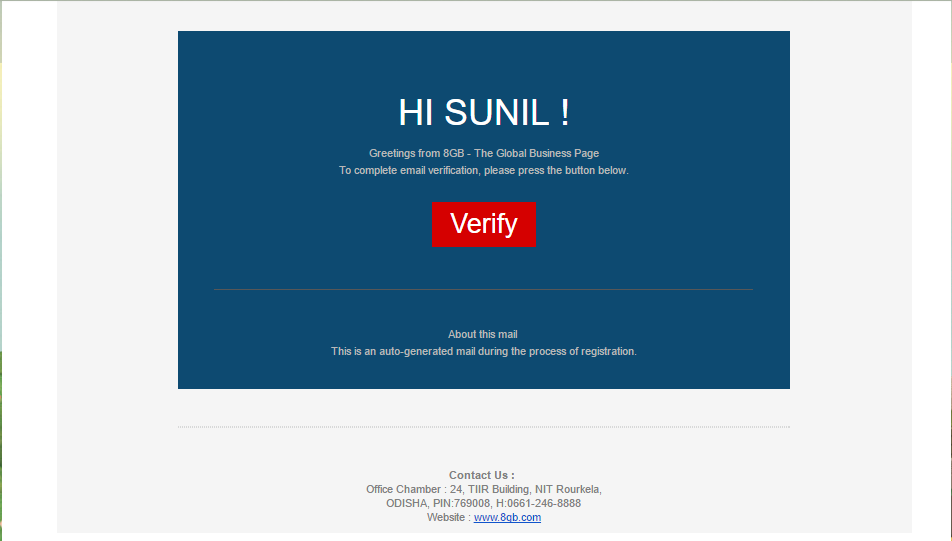 HI SUNIL !
Greetings from 8GB - The Global Business Page
To complete email verification, please press the button below.
Verify
About this mail
This is an auto-generated mail during the process of registration.
Contact Us :
Office Chamber : 24, TIIR Building, NIT Rourkela,
ODISHA, PIN:769008, H:0661-246-8888
Website : www.8gb.com